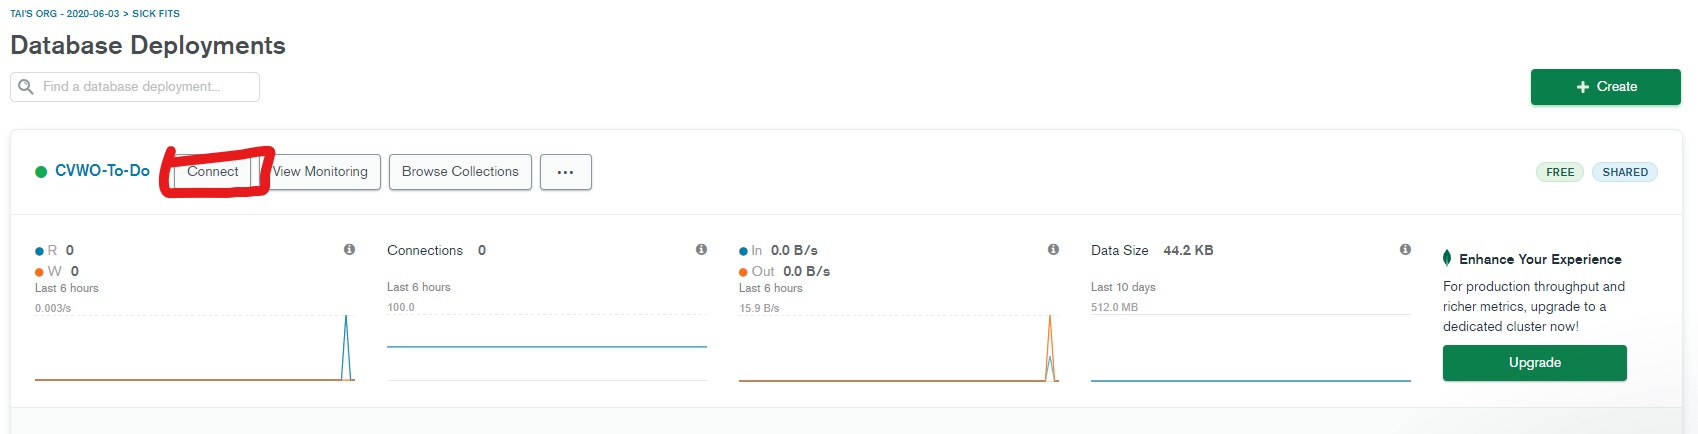 TAI'S ORG - 2020-06-03 > SICK FITS
Database Deployments
Find a database deployment...
+ Create
CVWO-To-Do
Connect
View Monitoring
Browse Collections
...
FREE
SHARED
R 0
W 0
Last 6 hours
0.003/s
Connections 0
Last 6 hours
100.0
In 0.0 B/s
Out 0.0 B/s
Last 6 hours
15.9 B/s
Data Size 44.2 KB
Last 10 days
512.0 MB
Enhance Your Experience
For production throughput and
richer metrics, upgrade to a
dedicated cluster now!
Upgrade